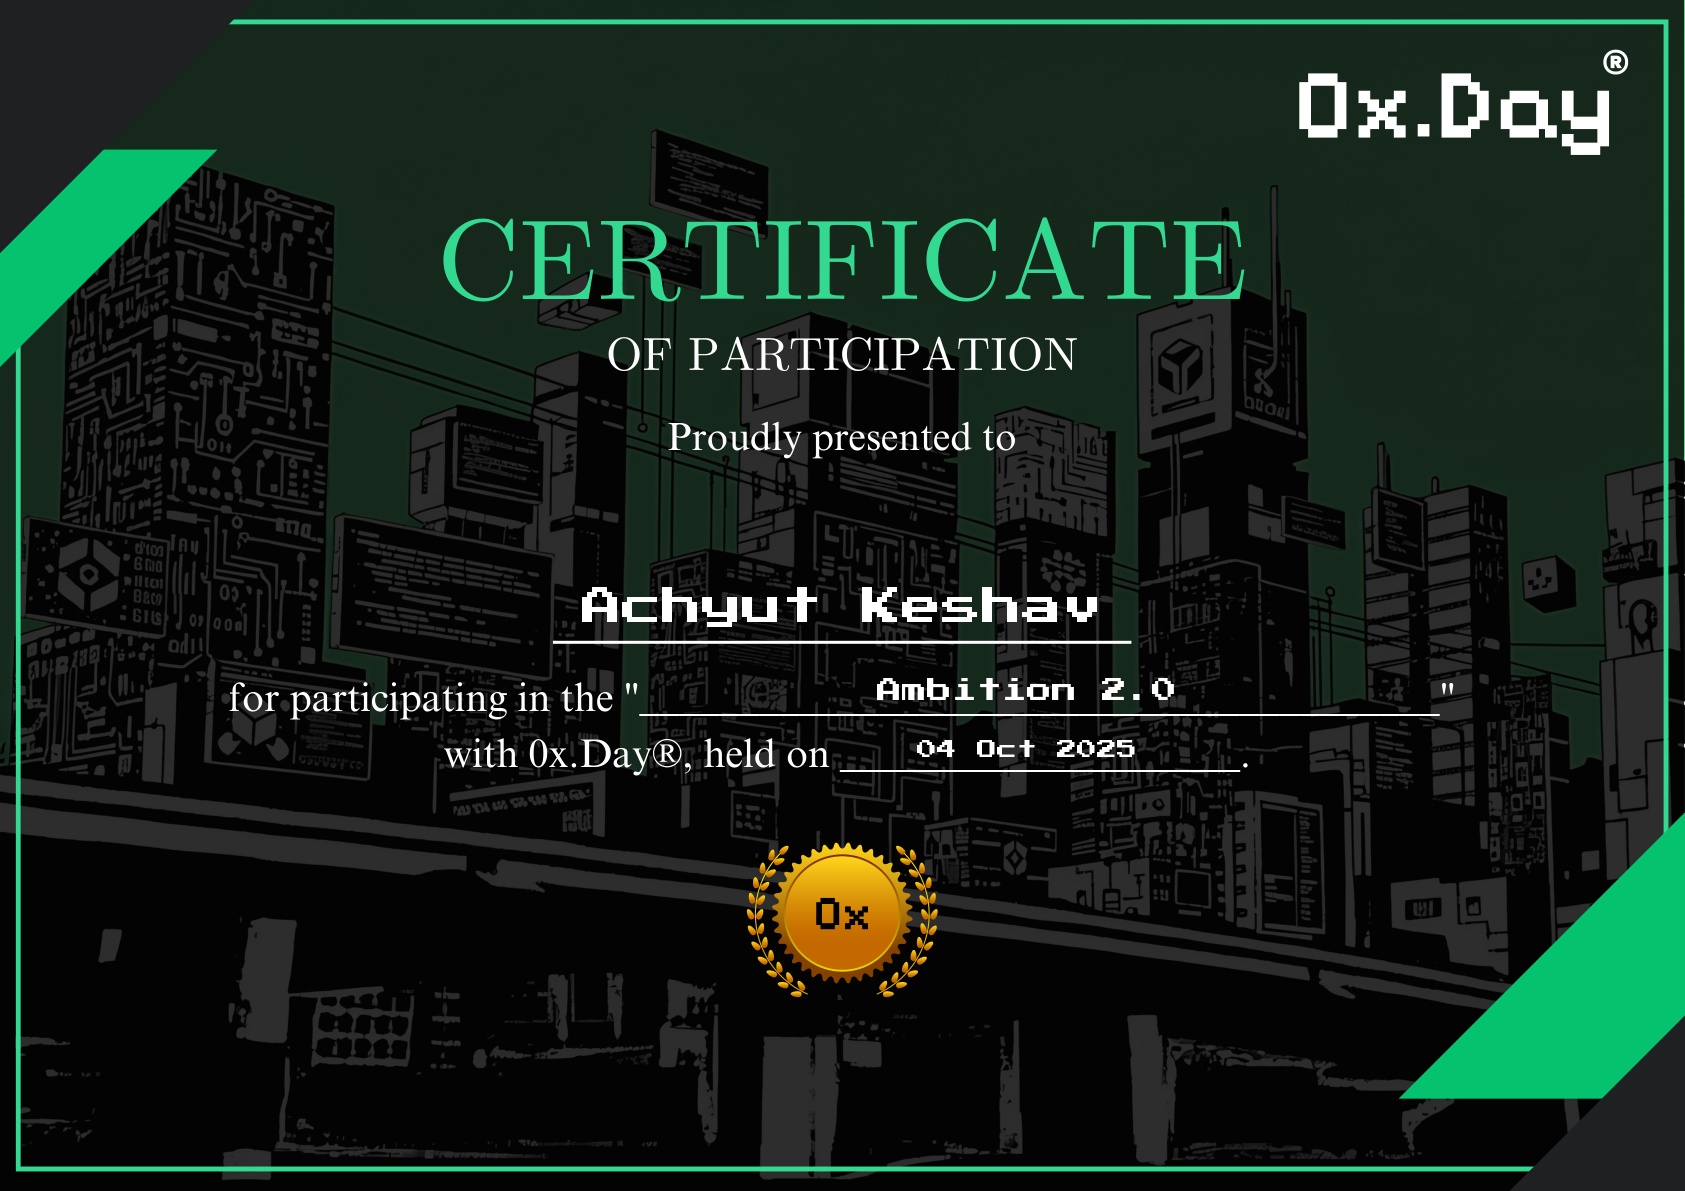 0x.Day®
CERTIFICATE
OF PARTICIPATION
Proudly presented to
Achyut Keshav
for participating in the "Ambition 2.0"
with 0x.Day®, held on 04 Oct 2025.
0x